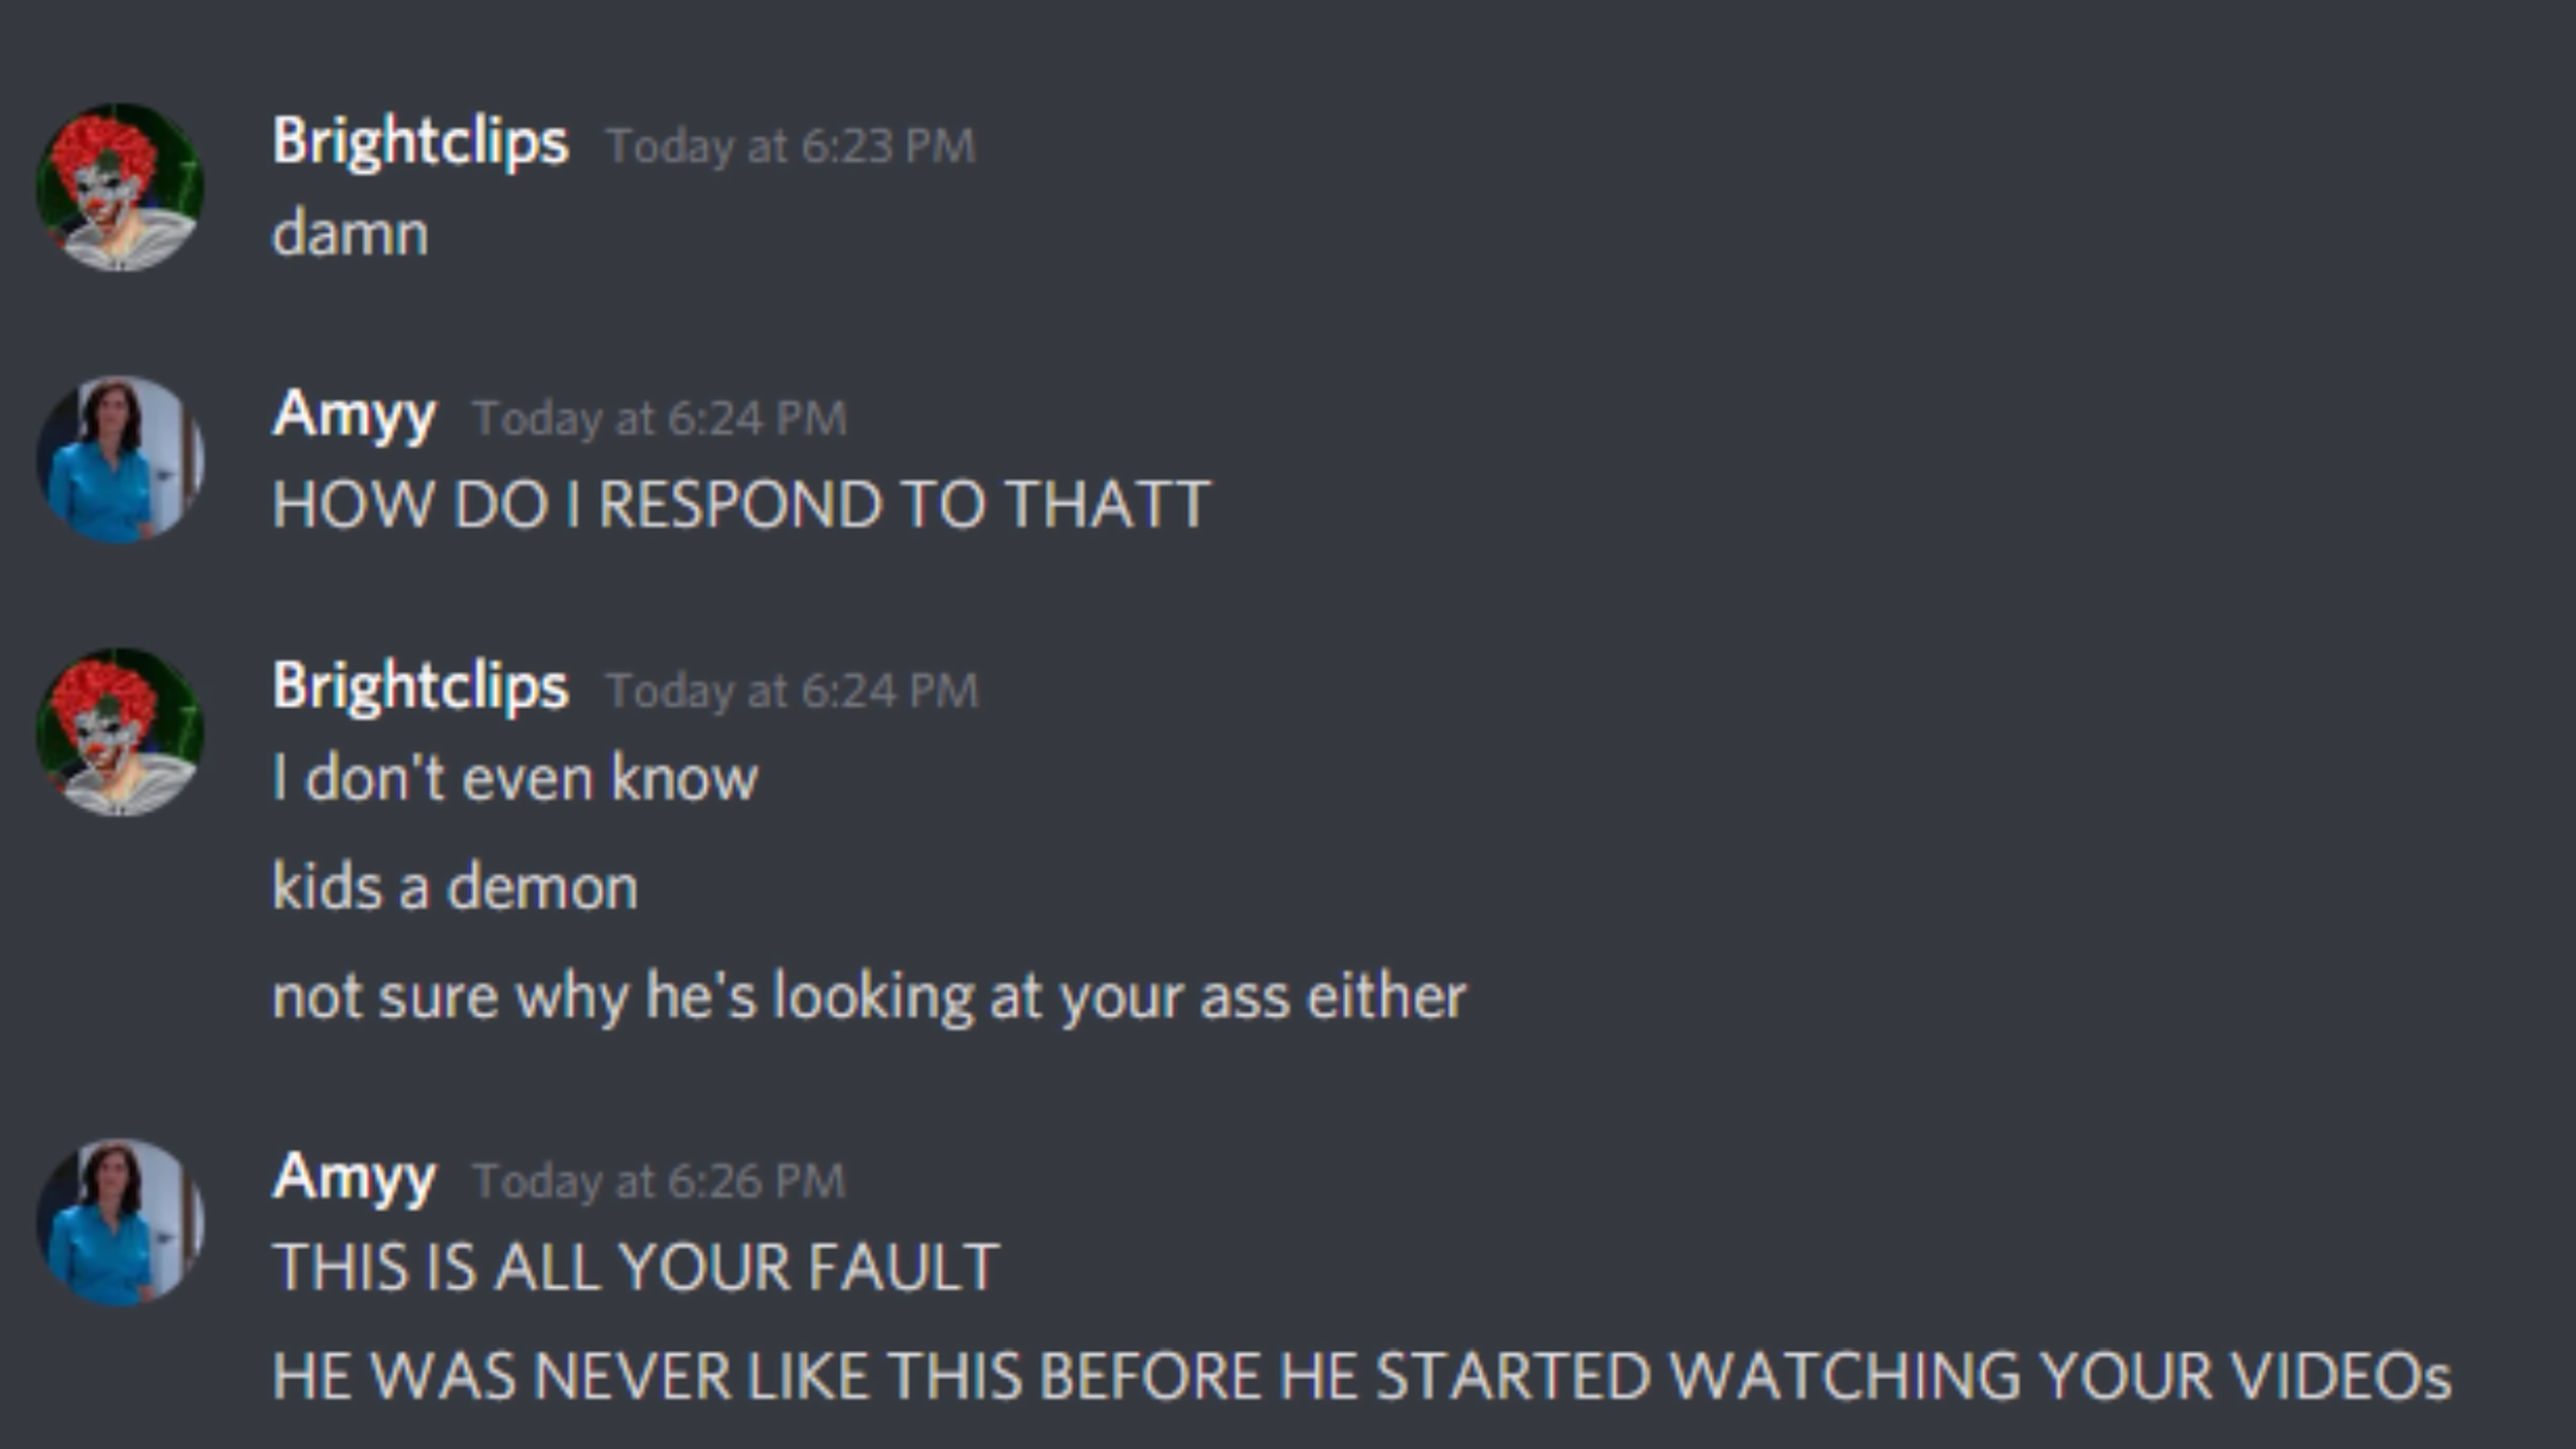 Brightclips Today at 6:23 PM
damn
Amyy Today at 6:24 PM
HOW DO I RESPOND TO THATT
Brightclips Today at 6:24 PM
I don't even know
kids a demon
not sure why he's looking at your ass either
Amyy Today at 6:26 PM
THIS IS ALL YOUR FAULT
HE WAS NEVER LIKE THIS BEFORE HE STARTED WATCHING YOUR VIDEOs